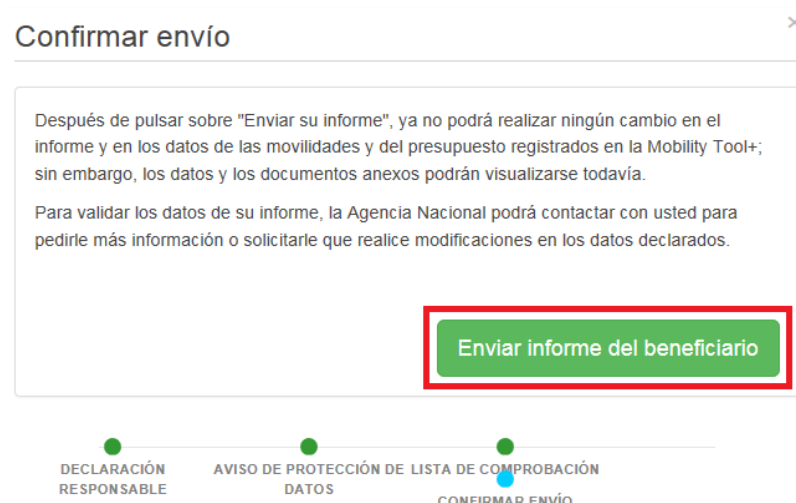 Confirmar envío
×
Después de pulsar sobre "Enviar su informe", ya no podrá realizar ningún cambio en el
informe y en los datos de las movilidades y del presupuesto registrados en la Mobility Tool+;
sin embargo, los datos y los documentos anexos podrán visualizarse todavía.
Para validar los datos de su informe, la Agencia Nacional podrá contactar con usted para
pedirle más información o solicitarle que realice modificaciones en los datos declarados.
Enviar informe del beneficiario
DECLARACIÓN
RESPONSABLE
AVISO DE PROTECCIÓN DE
DATOS
LISTA DE COMPROBACIÓN
CONFIRMAR ENVÍO